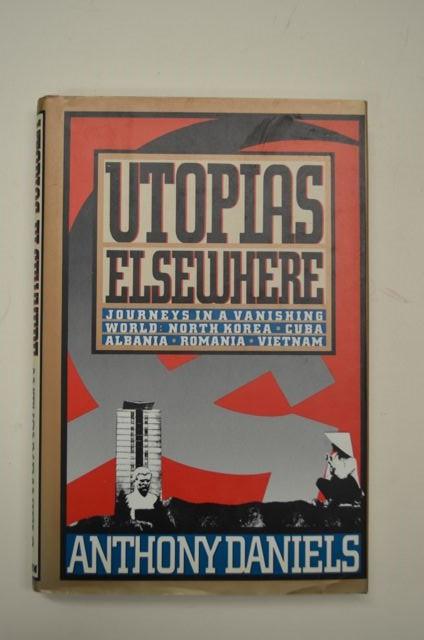 UTOPIAS
ELSEWHERE
JOURNEYS IN A VANISHING
WORLD: NORTH KOREA • CUBA
ALBANIA • ROMANIA • VIETNAM
ANTHONY DANIELS